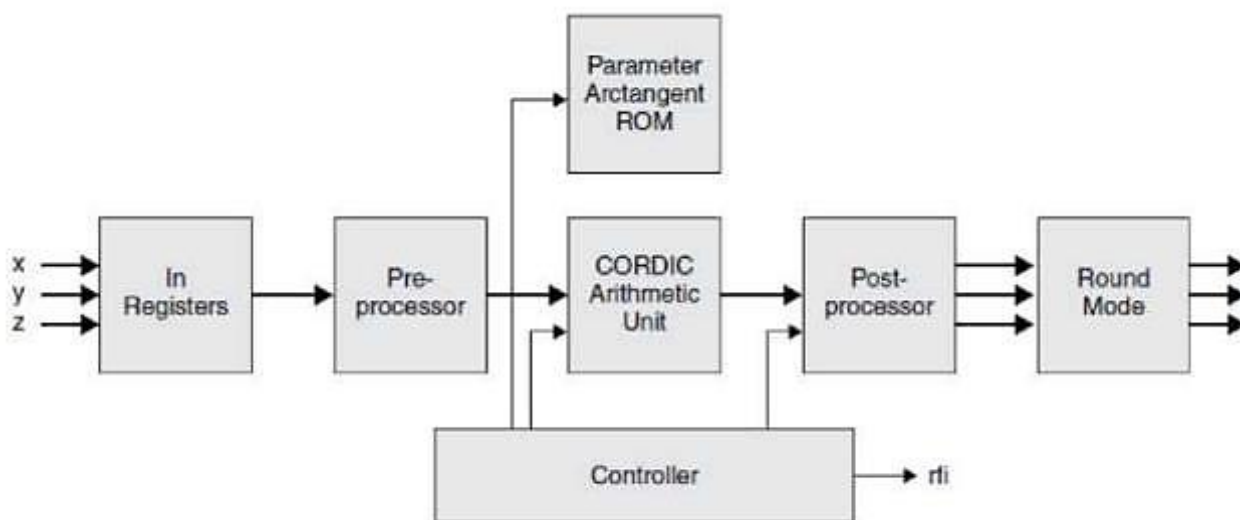 Parameter
Arctangent
ROM
x
y
z
In
Registers
Pre-
processor
CORDIC
Arithmetic
Unit
Post-
processor
Round
Mode
Controller
rfi